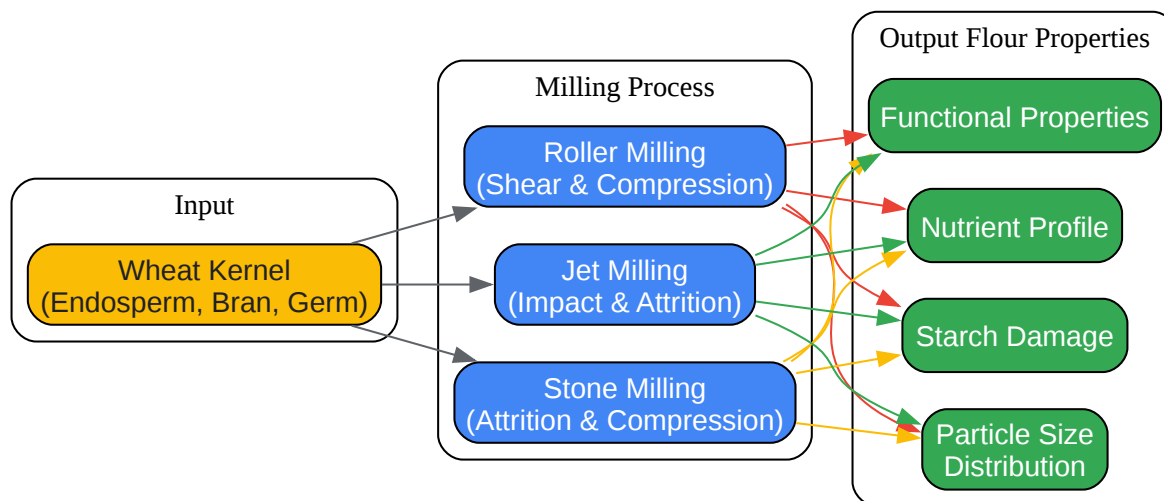 Input
Wheat Kernel
(Endosperm, Bran, Germ)
Milling Process
Roller Milling
(Shear & Compression)
Jet Milling
(Impact & Attrition)
Stone Milling
(Attrition & Compression)
Output Flour Properties
Functional Properties
Nutrient Profile
Starch Damage
Particle Size
Distribution